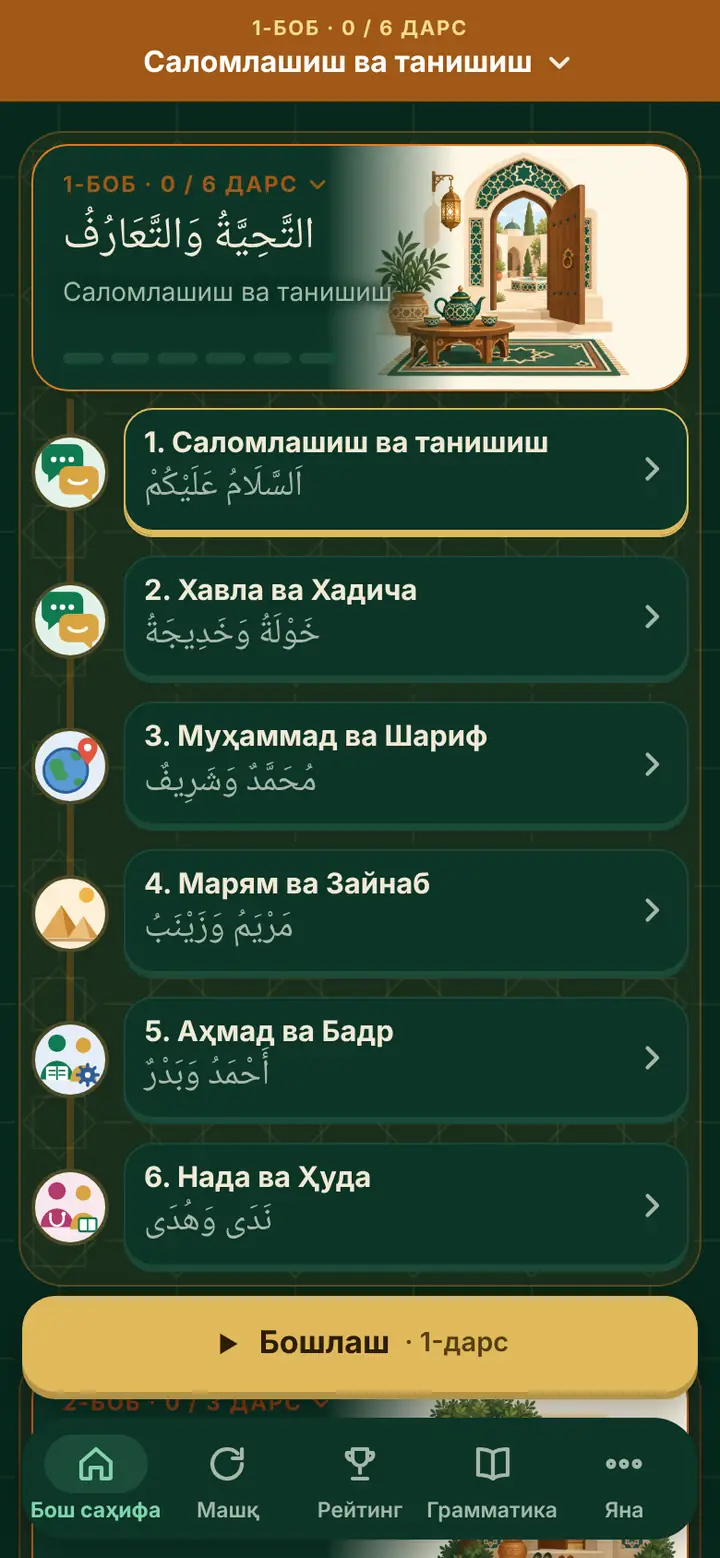 1-БОБ · 0 / 6 ДАРС
Саломлашиш ва танишиш
1-БОБ · 0 / 6 ДАРС
التَّحِيَّةُ وَالتَّعَارُفُ
Саломлашиш ва танишиш
1. Саломлашиш ва танишиш
اَلسَّلَامُ عَلَيْكُمْ
2. Хавла ва Хадича
خَوْلَةُ وَخَدِيجَةُ
3. Муҳаммад ва Шариф
مُحَمَّدٌ وَشَرِيفٌ
4. Марям ва Зайнаб
مَرْيَمُ وَزَيْنَبُ
5. Аҳмад ва Бадр
أَحْمَدُ وَبَدْرٌ
6. Нада ва Ҳуда
نَدَى وَهُدَى
Бошлаш · 1-дарс
2-БОБ · 0 / 3 ДАРС
Бош саҳифа
Машқ
Рейтинг
Грамматика
Яна